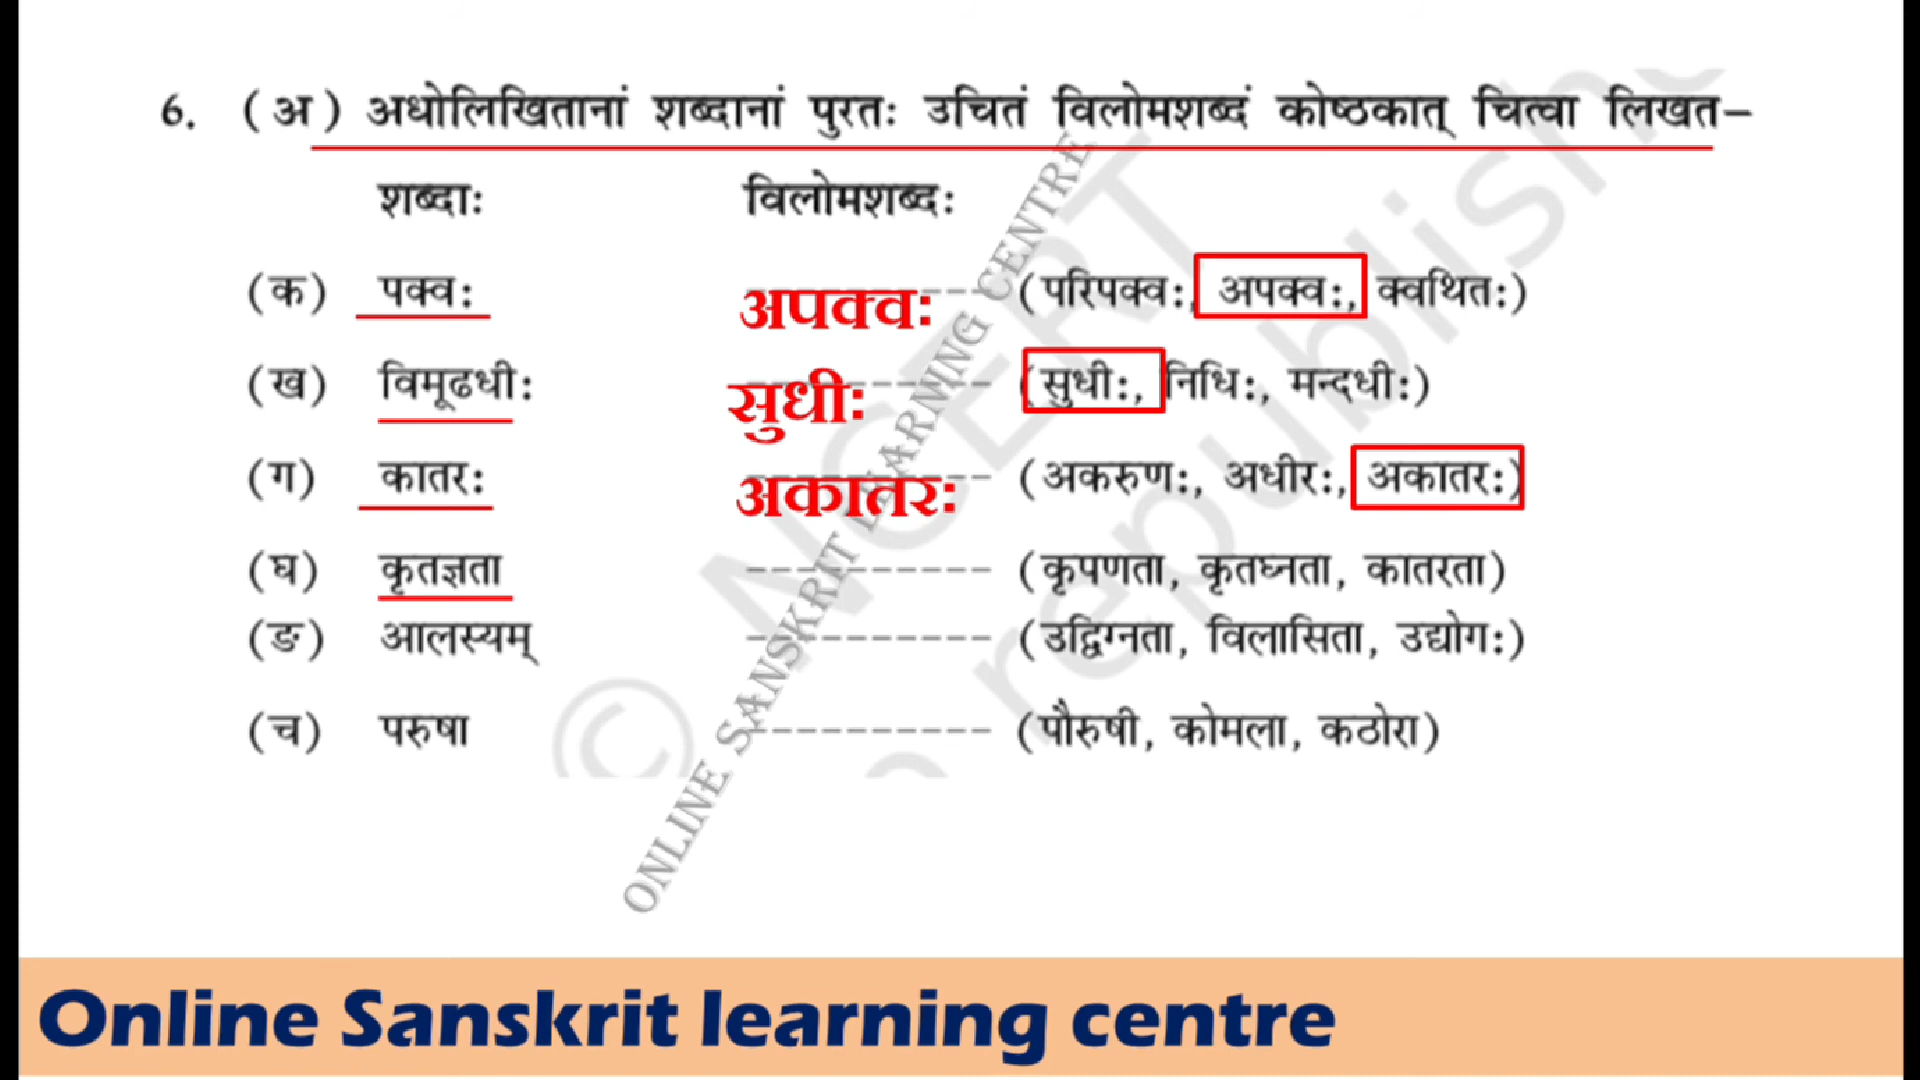 6. (अ) अधोलिखितानां शब्दानां पुरतः उचितं विलोमशब्दं कोष्ठकात् चित्वा लिखत–
शब्दाः विलोमशब्दः
(क) पक्वः अपक्वः (परिपक्वः, अपक्वः, क्वथितः)
(ख) विमूढधीः सुधीः (सुधीः, निधिः, मन्दधीः)
(ग) कातरः अकातरः (अकरुणः, अधीरः, अकातरः)
(घ) कृतज्ञता ---------- (कृपणता, कृतघ्नता, कातरता)
(ङ) आलस्यम् ---------- (उद्विग्नता, विलासिता, उद्योगः)
(च) परुषा ---------- (पौरुषी, कोमला, कठोरा)
© NCERT
republishe
ONLINE SANSKRIT LEARNING CENTRE
Online Sanskrit learning centre